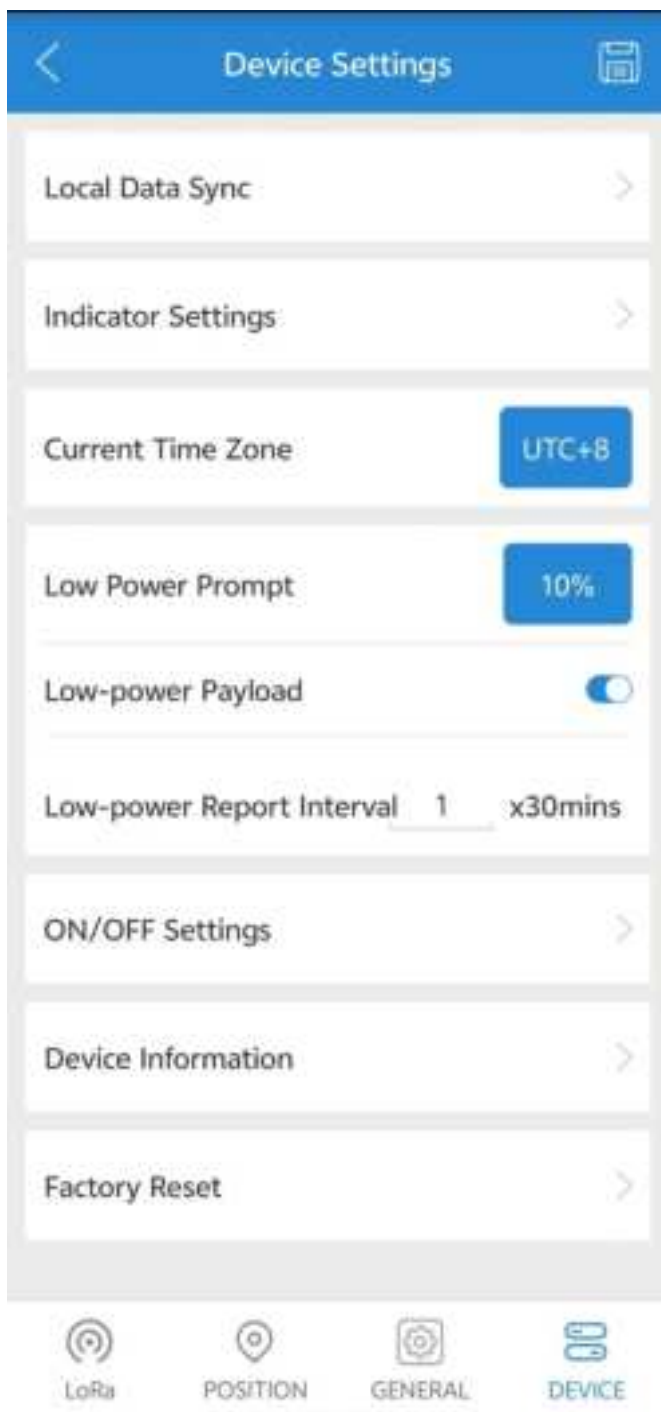 Device Settings
Local Data Sync
Indicator Settings
Current Time Zone UTC+8
Low Power Prompt 10%
Low-power Payload
Low-power Report Interval 1 x30mins
ON/OFF Settings
Device Information
Factory Reset
LoRa POSITION GENERAL DEVICE